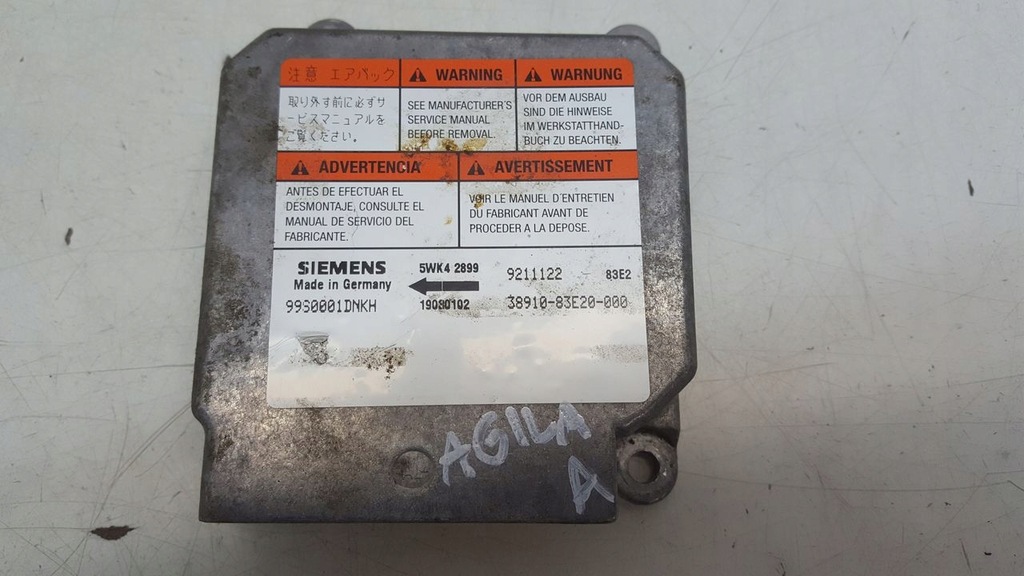 注意 エアバック
取り外す前に必ずサ
ービスマニュアルを
ご覧ください。
WARNING
SEE MANUFACTURER'S
SERVICE MANUAL
BEFORE REMOVAL.
WARNUNG
VOR DEM AUSBAU
SIND DIE HINWEISE
IM WERKSTATTHAND-
BUCH ZU BEACHTEN.
ADVERTENCIA
ANTES DE EFECTUAR EL
DESMONTAJE, CONSULTE EL
MANUAL DE SERVICIO DEL
FABRICANTE.
AVERTISSEMENT
VOIR LE MANUEL D'ENTRETIEN
DU FABRICANT AVANT DE
PROCEDER A LA DEPOSE.
SIEMENS 5WK4 2899 9211122 83E2
Made in Germany
99S0001DNKH 19080102 38910-83E20-000
AGILA
A